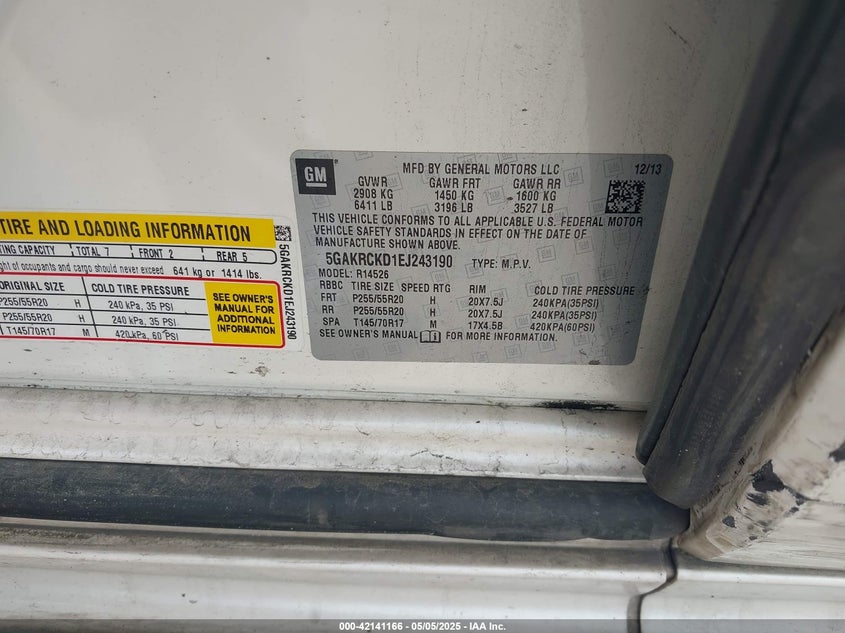 GM
MFD BY GENERAL MOTORS LLC 12/13
GVWR GAWR FRT GAWR RR
2908 KG 1450 KG 1600 KG
6411 LB 3196 LB 3527 LB
THIS VEHICLE CONFORMS TO ALL APPLICABLE U.S. FEDERAL MOTOR
VEHICLE SAFETY STANDARDS IN EFFECT ON THE DATE OF
MANUFACTURE SHOWN ABOVE.
5GAKRCKD1EJ243190 TYPE: M.P.V.
MODEL: R14526
RBBC TIRE SIZE SPEED RTG RIM COLD TIRE PRESSURE
FRT P255/55R20 H 20X7.5J 240KPA(35PSI)
RR P255/55R20 H 20X7.5J 240KPA(35PSI)
SPA T145/70R17 M 17X4.5B 420KPA(60PSI)
SEE OWNER'S MANUAL FOR MORE INFORMATION.
TIRE AND LOADING INFORMATION
TING CAPACITY TOTAL 7 FRONT 2 REAR 5
ght of occupants and cargo should never exceed 641 kg or 1414 lbs.
ORIGINAL SIZE COLD TIRE PRESSURE
P255/55R20 H 240 kPa, 35 PSI
P255/55R20 H 240 kPa, 35 PSI
T145/70R17 M 420 kPa, 60 PSI
SEE OWNER'S
MANUAL FOR
ADDITIONAL
INFORMATION
5GAKRCKD1EJ243190
000-42141166 - 05/05/2025 - IAA Inc.